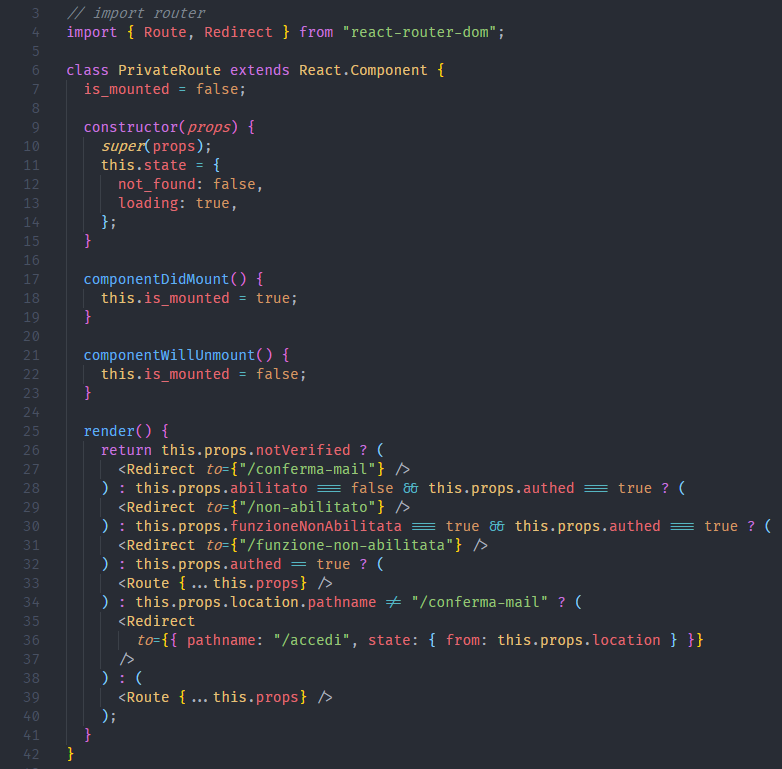 3 // import router
4 import { Route, Redirect } from "react-router-dom";
5
6 class PrivateRoute extends React.Component {
7   is_mounted = false;
8
9   constructor(props) {
10     super(props);
11     this.state = {
12       not_found: false,
13       loading: true,
14     };
15   }
16
17   componentDidMount() {
18     this.is_mounted = true;
19   }
20
21   componentWillUnmount() {
22     this.is_mounted = false;
23   }
24
25   render() {
26     return this.props.notVerified ? (
27       <Redirect to={"/conferma-mail"} />
28     ) : this.props.abilitato === false && this.props.authed === true ? (
29       <Redirect to={"/non-abilitato"} />
30     ) : this.props.funzioneNonAbilitata === true && this.props.authed === true ? (
31       <Redirect to={"/funzione-non-abilitata"} />
32     ) : this.props.authed == true ? (
33       <Route {...this.props} />
34     ) : this.props.location.pathname != "/conferma-mail" ? (
35       <Redirect
36         to={{ pathname: "/accedi", state: { from: this.props.location } }}
37       />
38     ) : (
39       <Route {...this.props} />
40     );
41   }
42 }